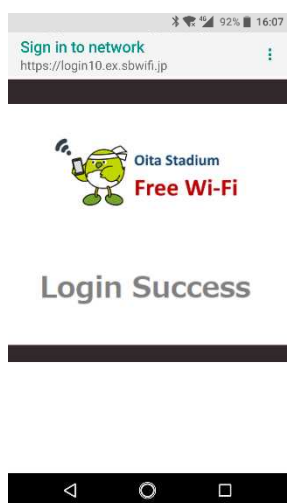 4G 92% 16:07
Sign in to network
https://login10.ex.sbwifi.jp
Oita Stadium
Free Wi-Fi
Login Success